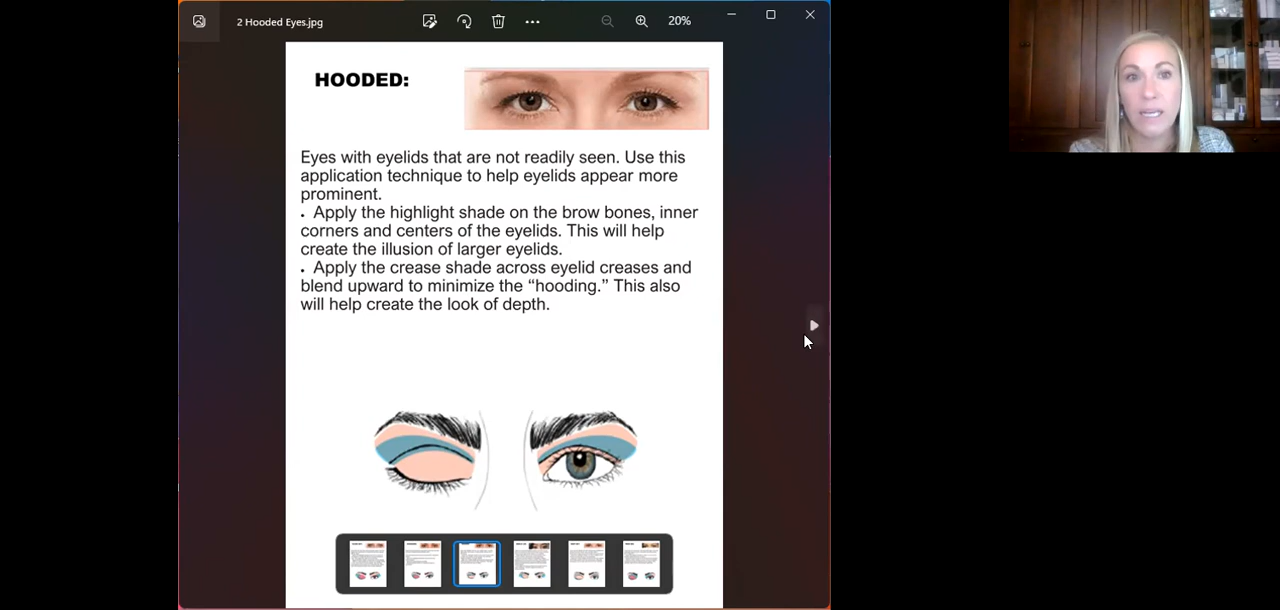 2 Hooded Eyes.jpg
20%
HOODED:
Eyes with eyelids that are not readily seen. Use this
application technique to help eyelids appear more
prominent.
• Apply the highlight shade on the brow bones, inner
corners and centers of the eyelids. This will help
create the illusion of larger eyelids.
• Apply the crease shade across eyelid creases and
blend upward to minimize the “hooding.” This also
will help create the look of depth.